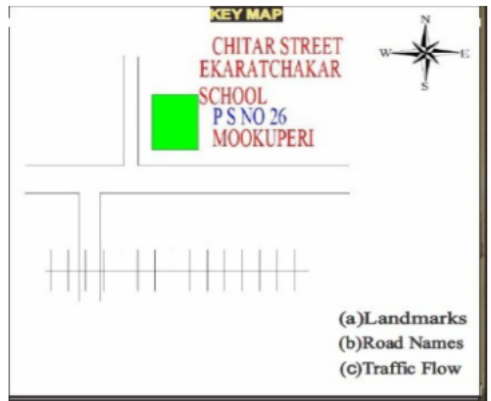 KEY MAP
CHITAR STREET
EKARATCHAKAR
SCHOOL
P S NO 26
MOOKUPERI
N
W
E
S
(a)Landmarks
(b)Road Names
(c)Traffic Flow